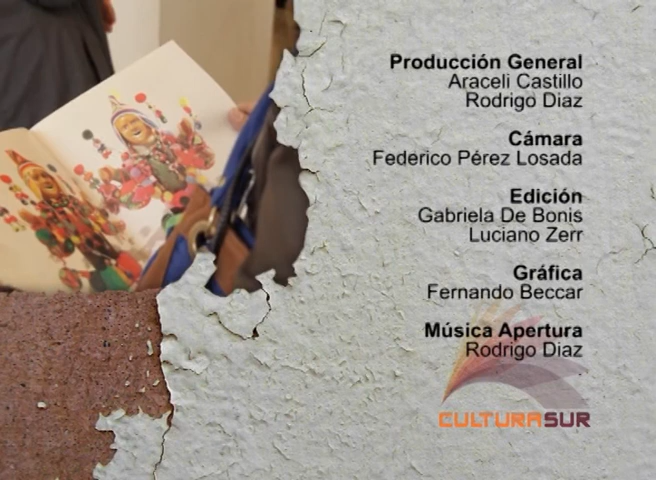 Producción General
Araceli Castillo
Rodrigo Diaz
Cámara
Federico Pérez Losada
Edición
Gabriela De Bonis
Luciano Zerr
Gráfica
Fernando Beccar
Música Apertura
Rodrigo Diaz
CULTURASUR